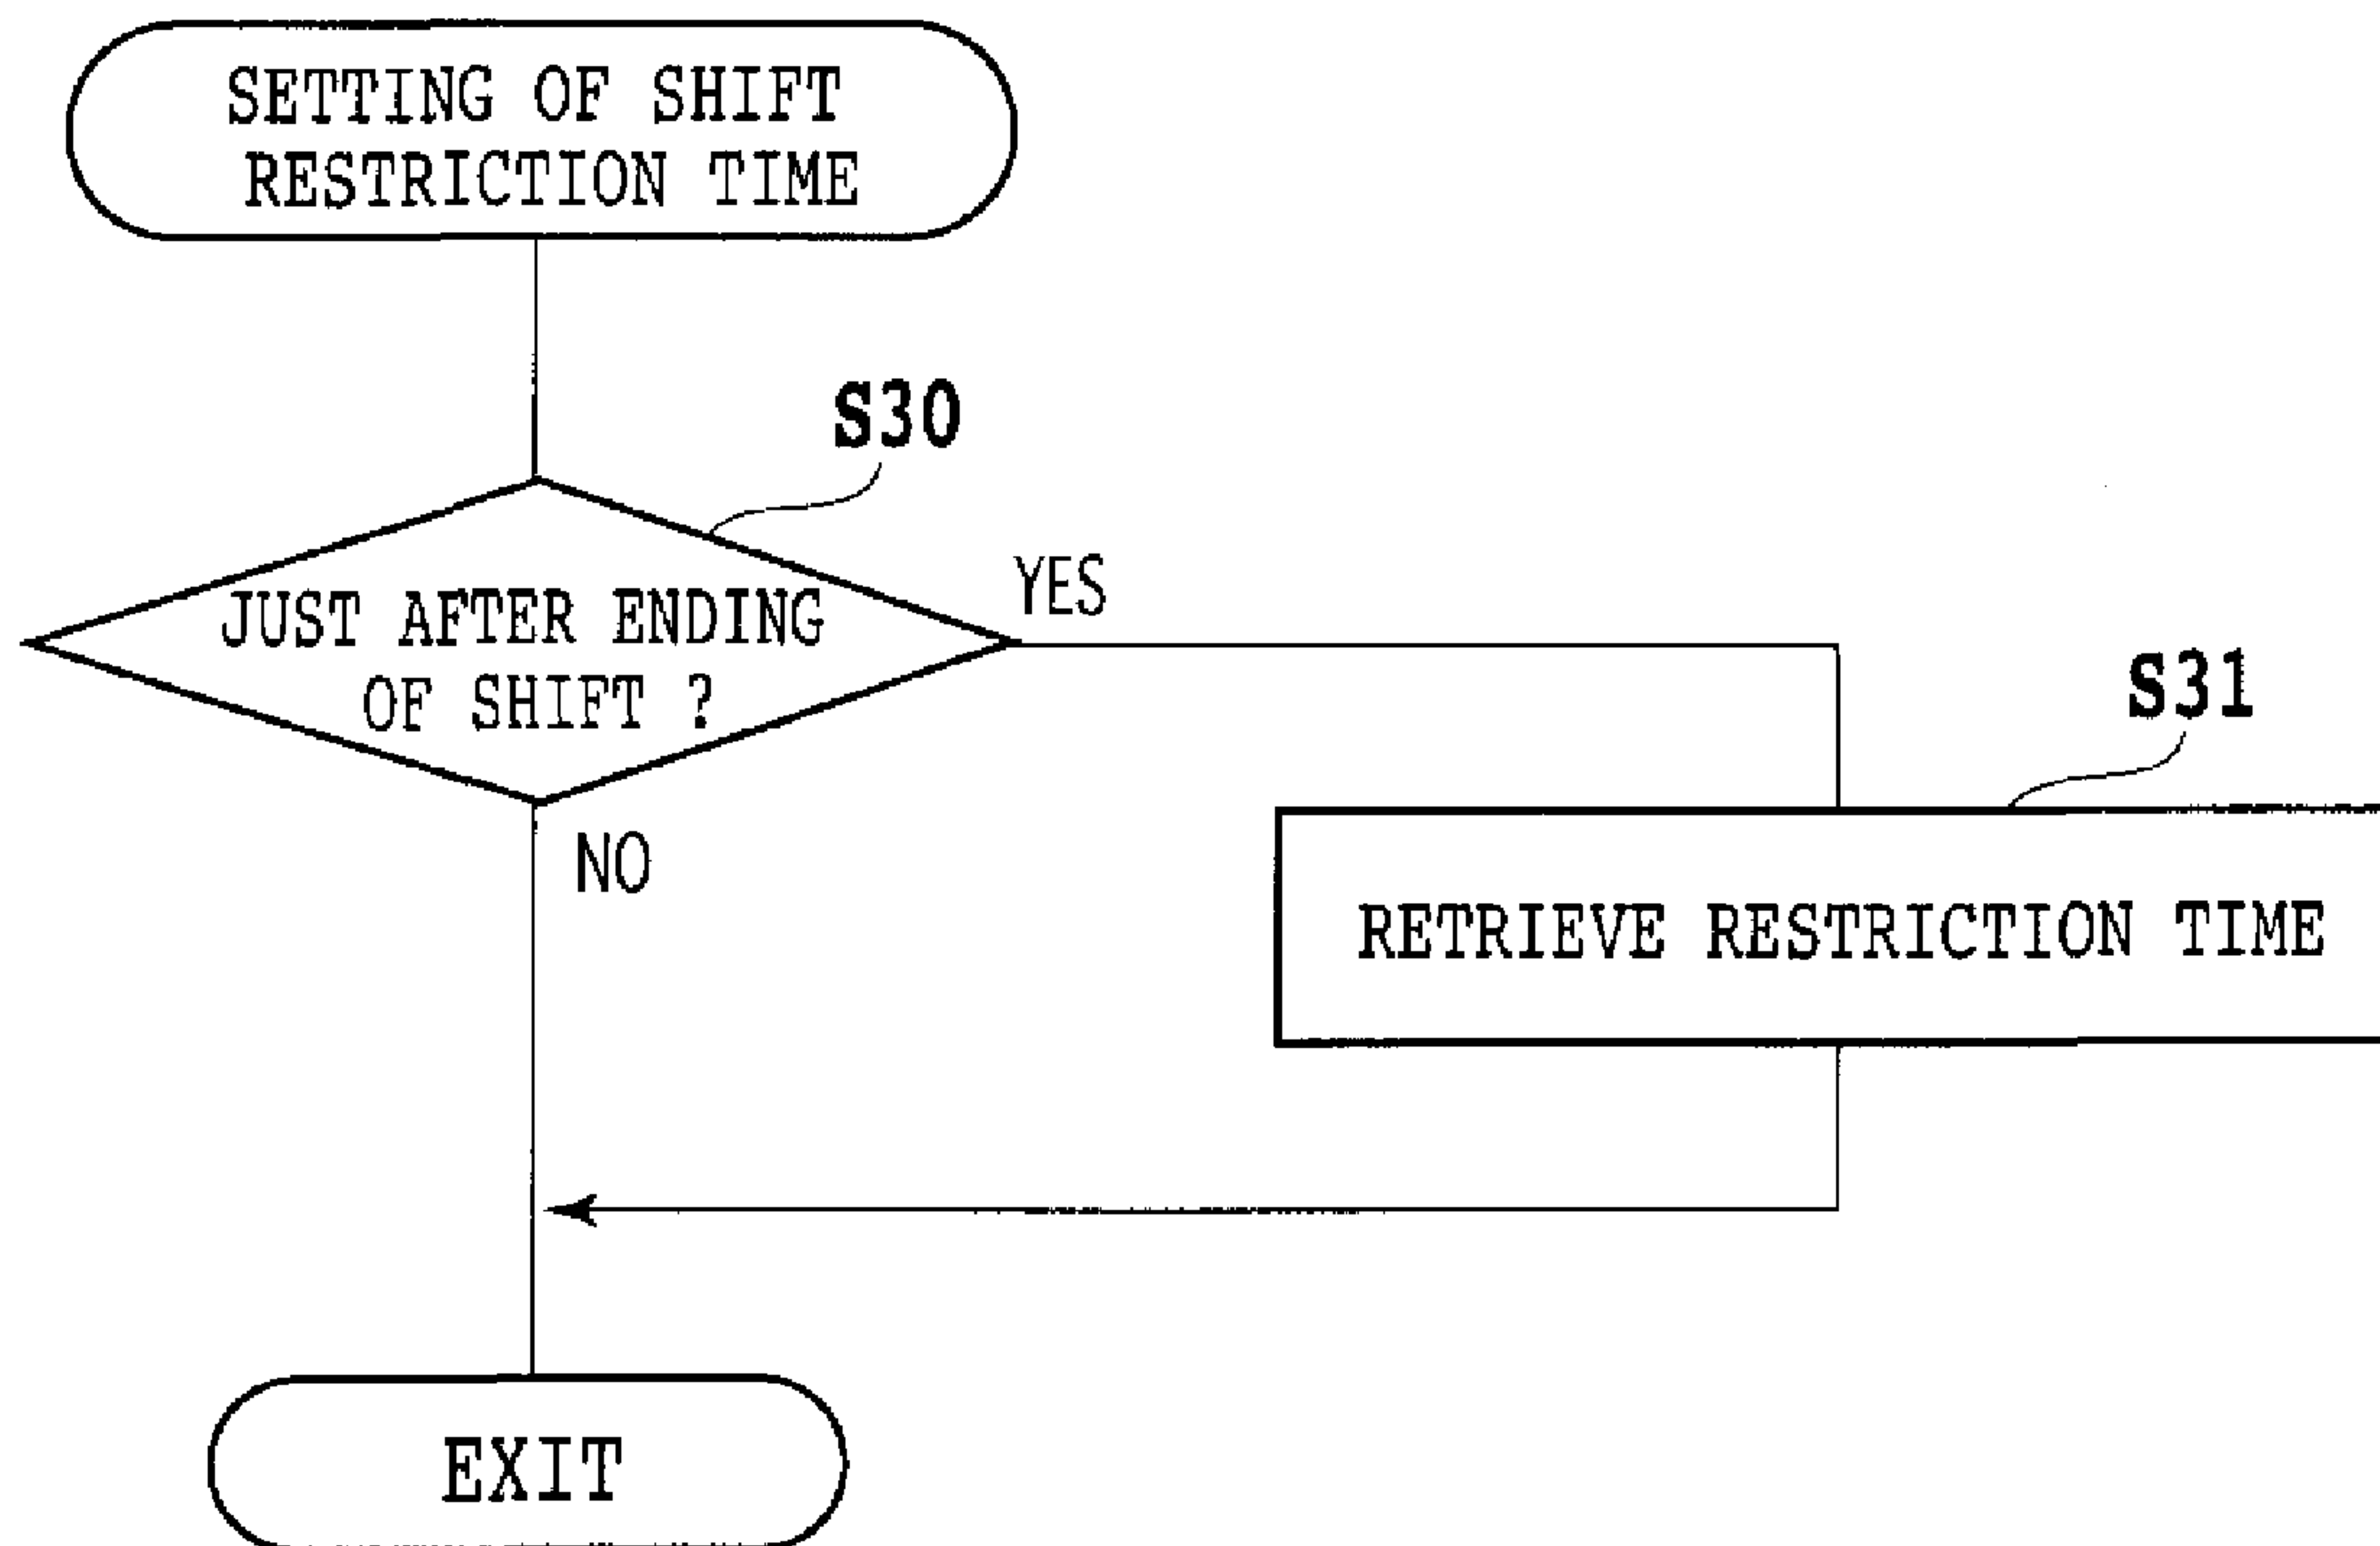 SETTING OF SHIFT
RESTRICTION TIME
S30
JUST AFTER ENDING
OF SHIFT ?
YES
S31
NO
RETRIEVE RESTRICTION TIME
EXIT